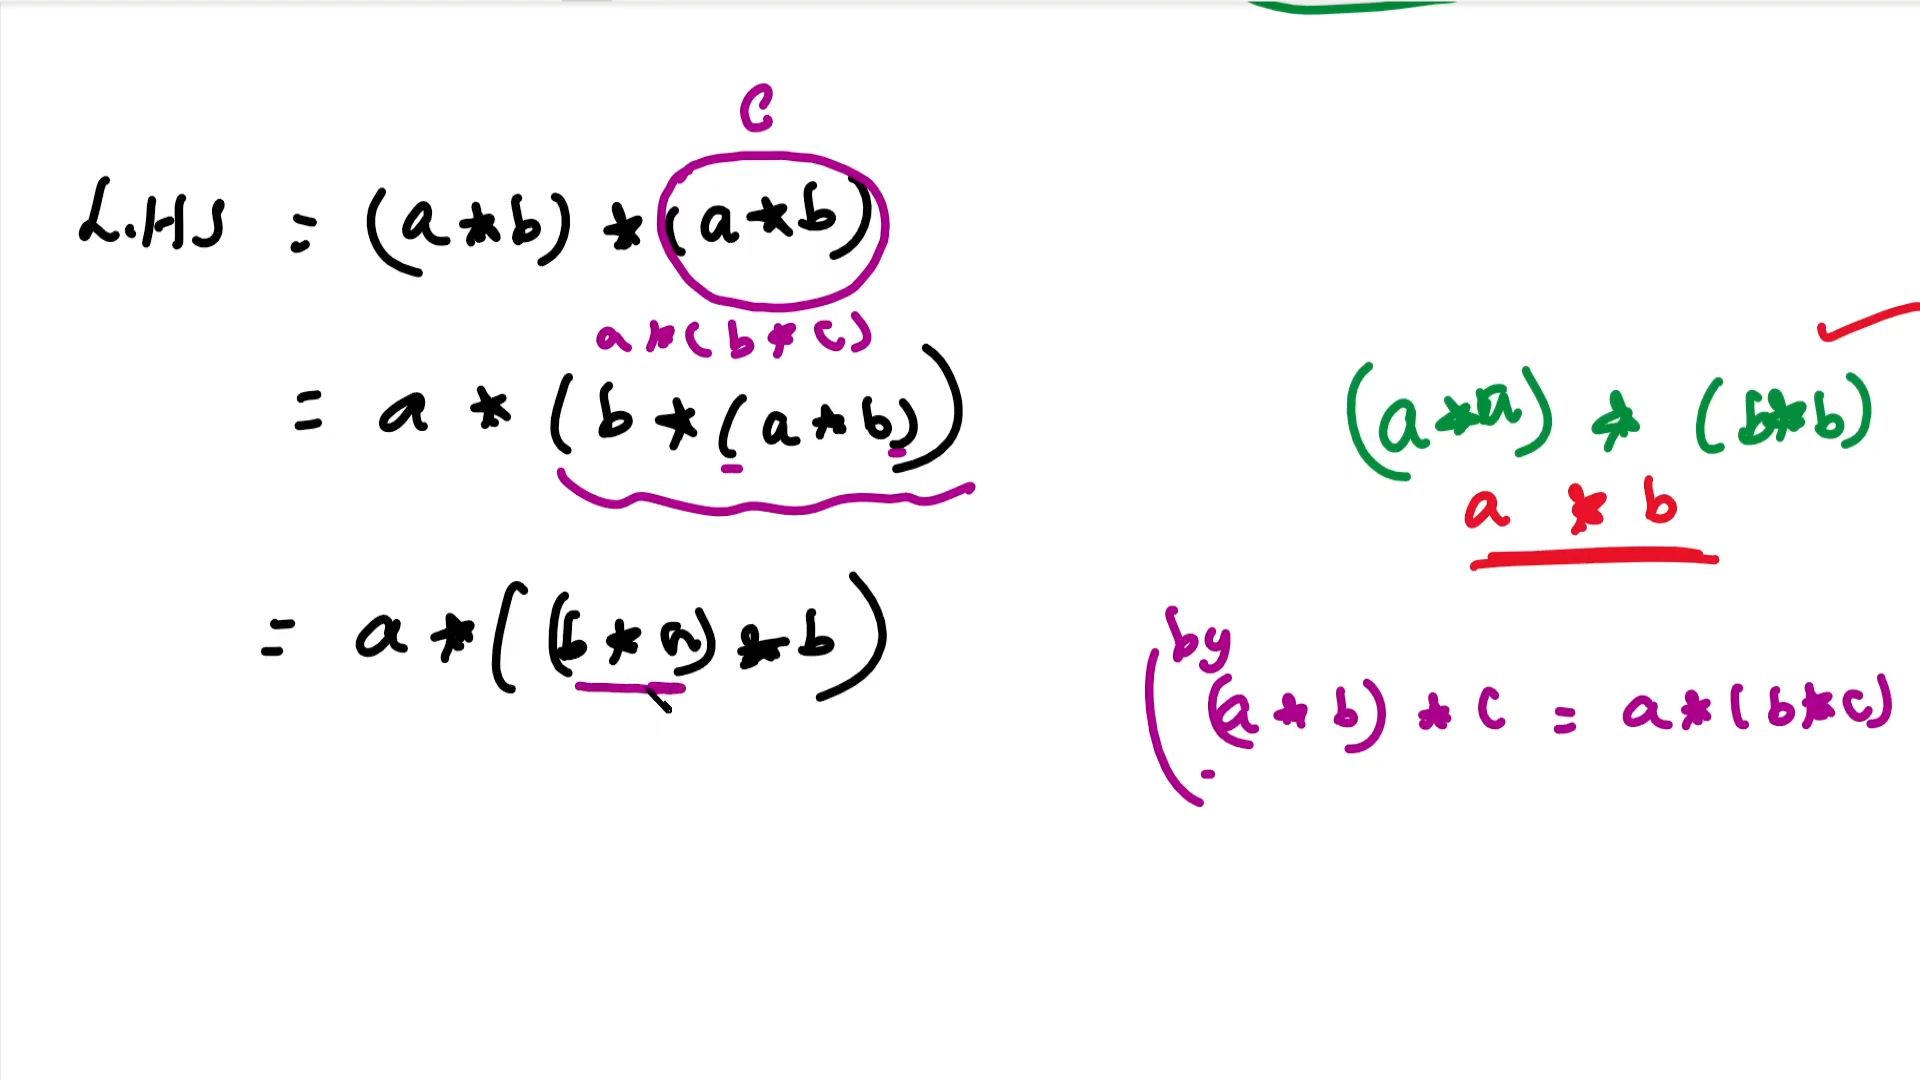 C
L.HS = (a*b) * (a*b)
a*(b*c)
= a * (b * (a*b))
= a * ((b*a) * b)
(a*a) * (b*b)
a * b
by
((a*b) * c = a*(b*c)